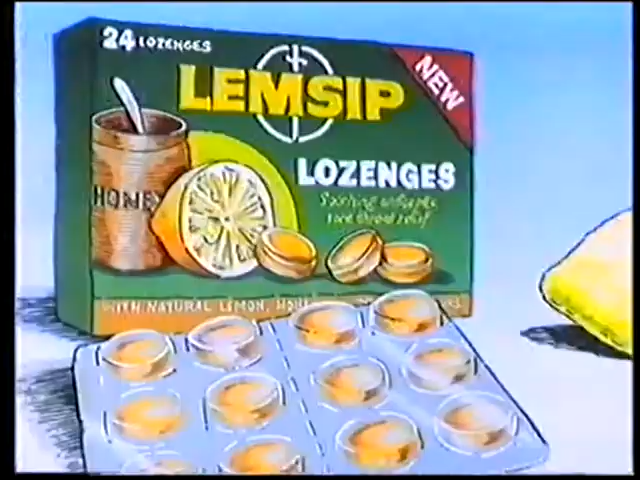 24 LOZENGES
NEW
LEMSIP
LOZENGES
Soothing antiseptic
sore throat relief
HONEY
WITH NATURAL LEMON, HONEY